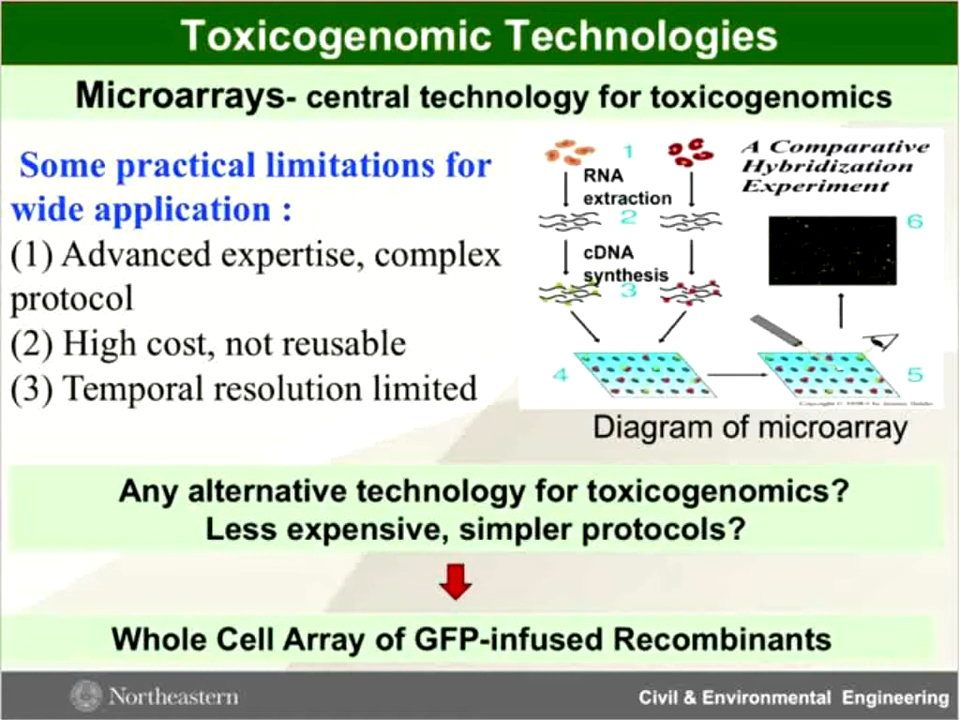 Toxicogenomic Technologies
Microarrays- central technology for toxicogenomics
Some practical limitations for
wide application :
(1) Advanced expertise, complex
protocol
(2) High cost, not reusable
(3) Temporal resolution limited
A Comparative
Hybridization
Experiment
1
RNA
extraction
2
cDNA
synthesis
3
4
5
6
Copyright ©
Diagram of microarray
Any alternative technology for toxicogenomics?
Less expensive, simpler protocols?
Whole Cell Array of GFP-infused Recombinants
Northeastern
Civil & Environmental Engineering